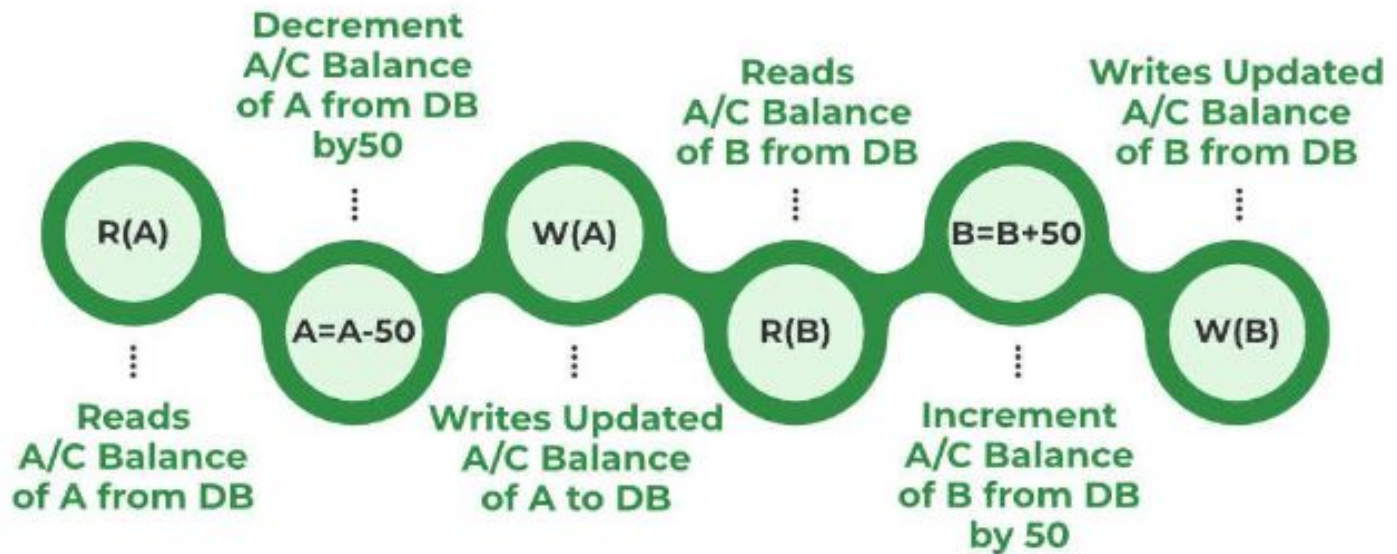 Decrement
A/C Balance
of A from DB
by50
Reads
A/C Balance
of B from DB
Writes Updated
A/C Balance
of B from DB
R(A)
A=A-50
W(A)
R(B)
B=B+50
W(B)
Reads
A/C Balance
of A from DB
Writes Updated
A/C Balance
of A to DB
Increment
A/C Balance
of B from DB
by 50